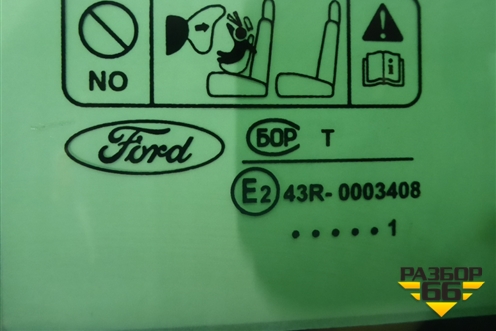 NO
i
Ford
БОР T
E2 43R- 0003408
. . . . . 1
РАЗБОР
66